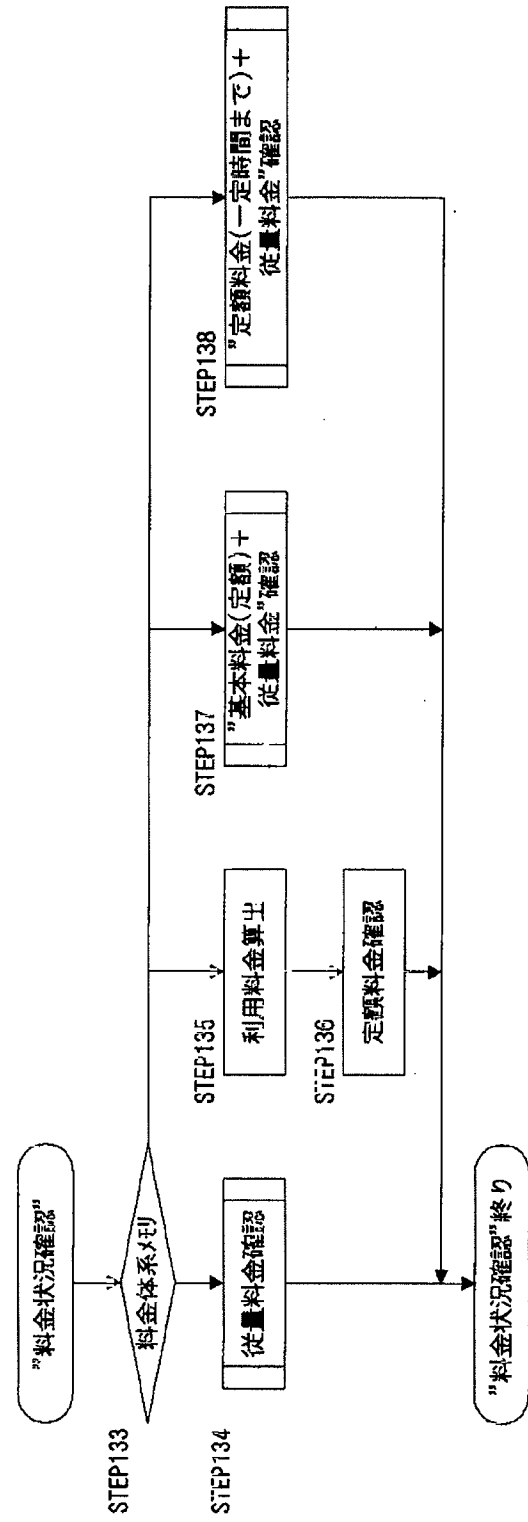 "料金状況確認"
STEP133
料金体系メモリ
STEP134
従量料金確認
STEP135
利用料金算出
STEP136
定額料金確認
STEP137
"基本料金(定額)+
従量料金"確認
STEP138
"定額料金(一定時間まで)+
従量料金"確認
"料金状況確認"終り